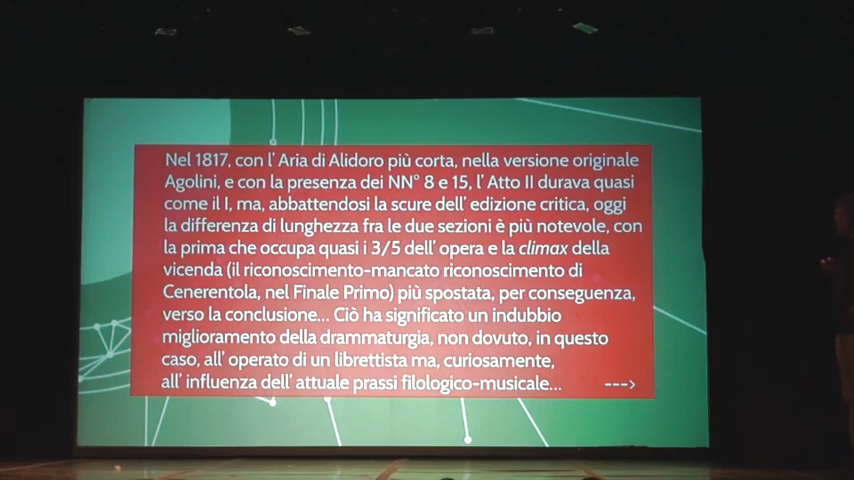 Nel 1817, con l' Aria di Alidoro più corta, nella versione originale
Agolini, e con la presenza dei NN° 8 e 15, l' Atto II durava quasi
come il I, ma, abbattendosi la scure dell' edizione critica, oggi
la differenza di lunghezza fra le due sezioni è più notevole, con
la prima che occupa quasi i 3/5 dell' opera e la climax della
vicenda (il riconoscimento-mancato riconoscimento di
Cenerentola, nel Finale Primo) più spostata, per conseguenza,
verso la conclusione... Ciò ha significato un indubbio
miglioramento della drammaturgia, non dovuto, in questo
caso, all' operato di un librettista ma, curiosamente,
all' influenza dell' attuale prassi filologico-musicale... --->